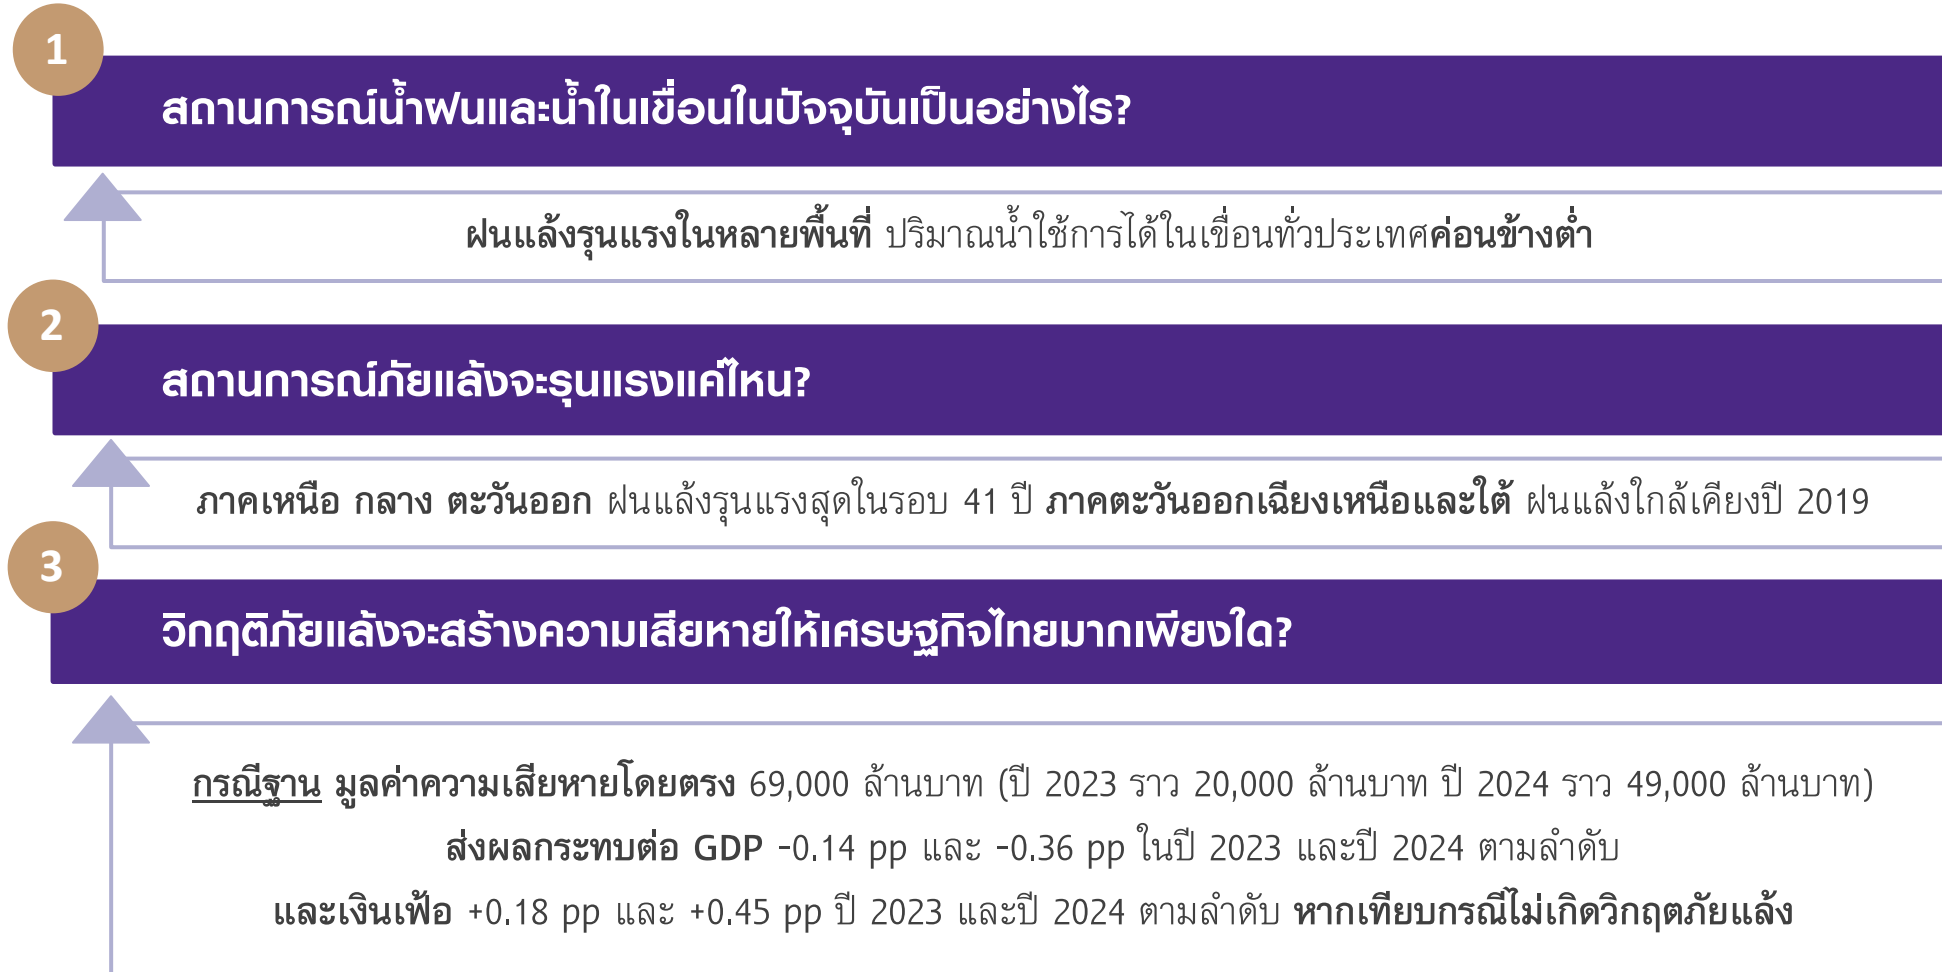 1
สถานการณ์น้ำฝนและน้ำในเขื่อนในปัจจุบันเป็นอย่างไร?
ฝนแล้งรุนแรงในหลายพื้นที่ ปริมาณน้ำใช้การได้ในเขื่อนทั่วประเทศค่อนข้างต่ำ
2
สถานการณ์ภัยแล้งจะรุนแรงแค่ไหน?
ภาคเหนือ กลาง ตะวันออก ฝนแล้งรุนแรงสุดในรอบ 41 ปี ภาคตะวันออกเฉียงเหนือและใต้ ฝนแล้งใกล้เคียงปี 2019
3
วิกฤติภัยแล้งจะสร้างความเสียหายให้เศรษฐกิจไทยมากเพียงใด?
กรณีฐาน มูลค่าความเสียหายโดยตรง 69,000 ล้านบาท (ปี 2023 ราว 20,000 ล้านบาท ปี 2024 ราว 49,000 ล้านบาท)
ส่งผลกระทบต่อ GDP -0.14 pp และ -0.36 pp ในปี 2023 และปี 2024 ตามลำดับ
และเงินเฟ้อ +0.18 pp และ +0.45 pp ปี 2023 และปี 2024 ตามลำดับ หากเทียบกรณีไม่เกิดวิกฤตภัยแล้ง